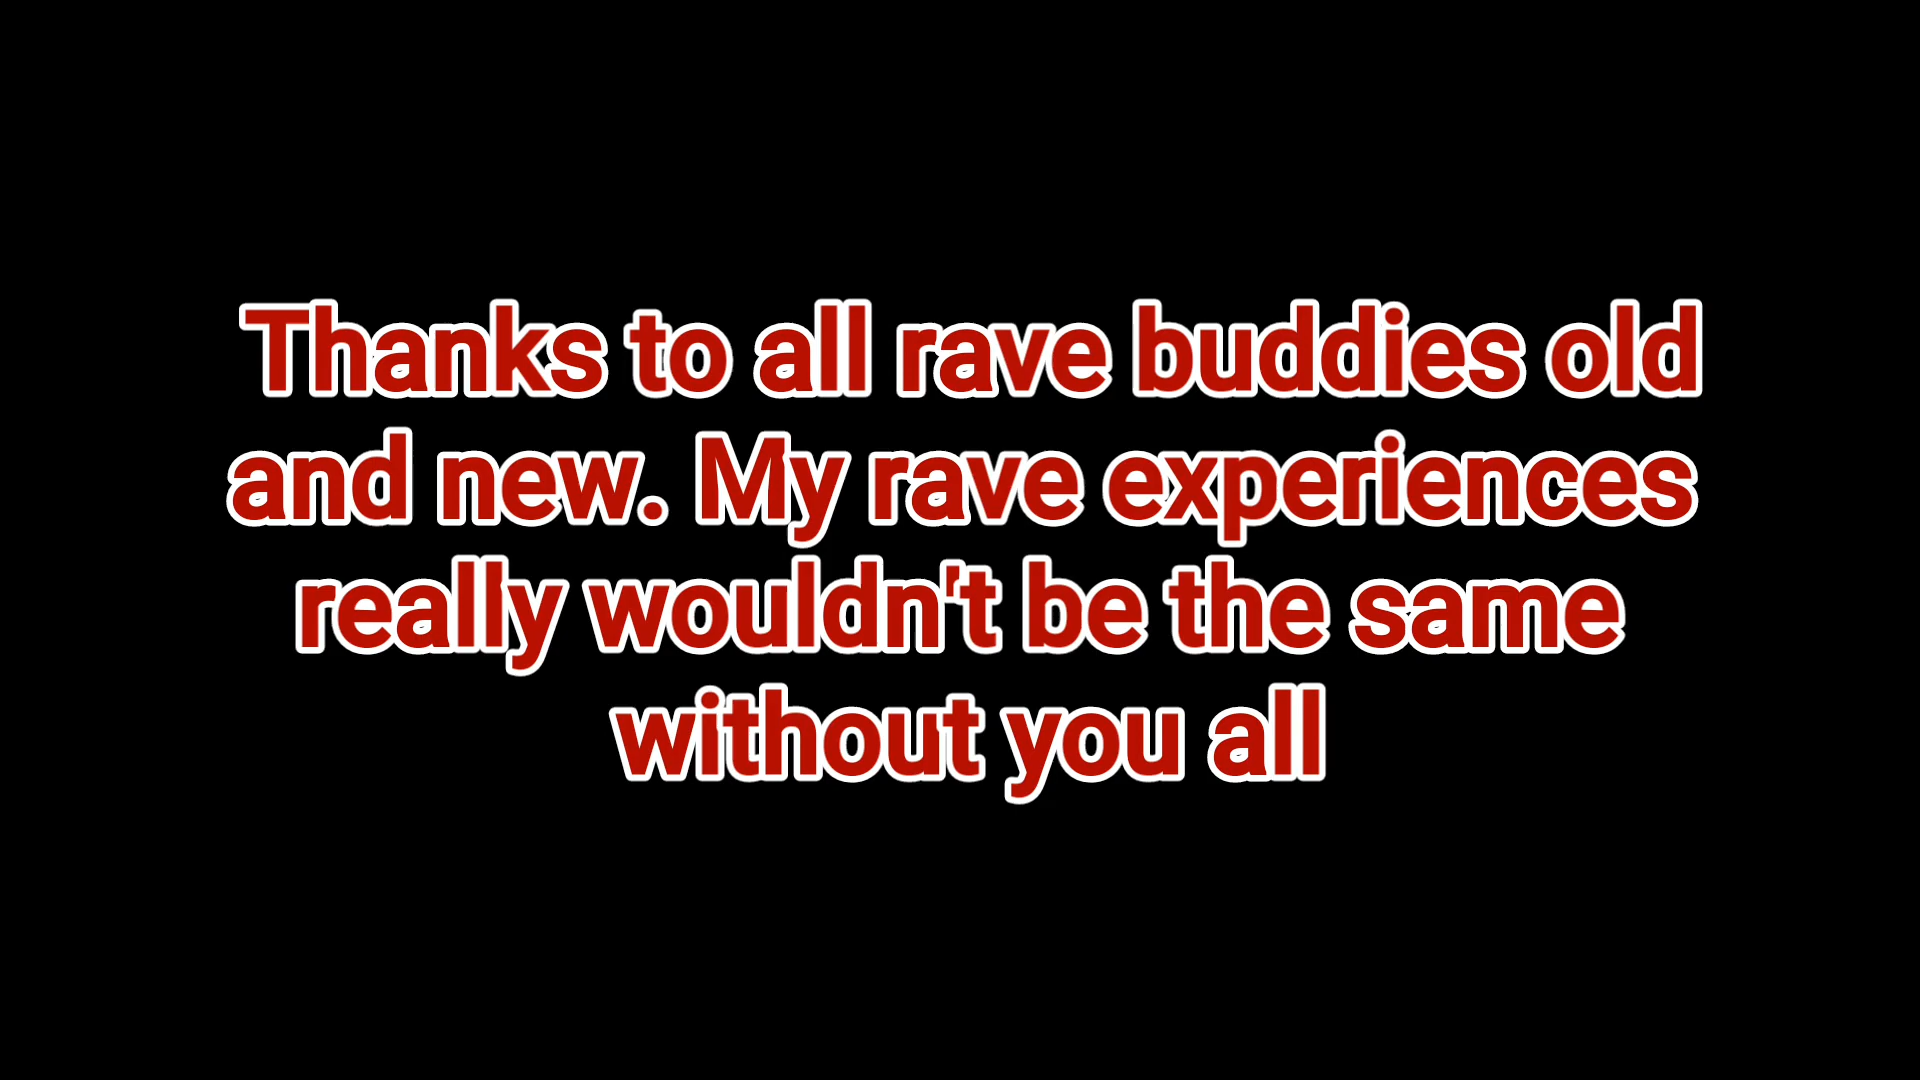 Thanks to all rave buddies old
and new. My rave experiences
really wouldn't be the same
without you all